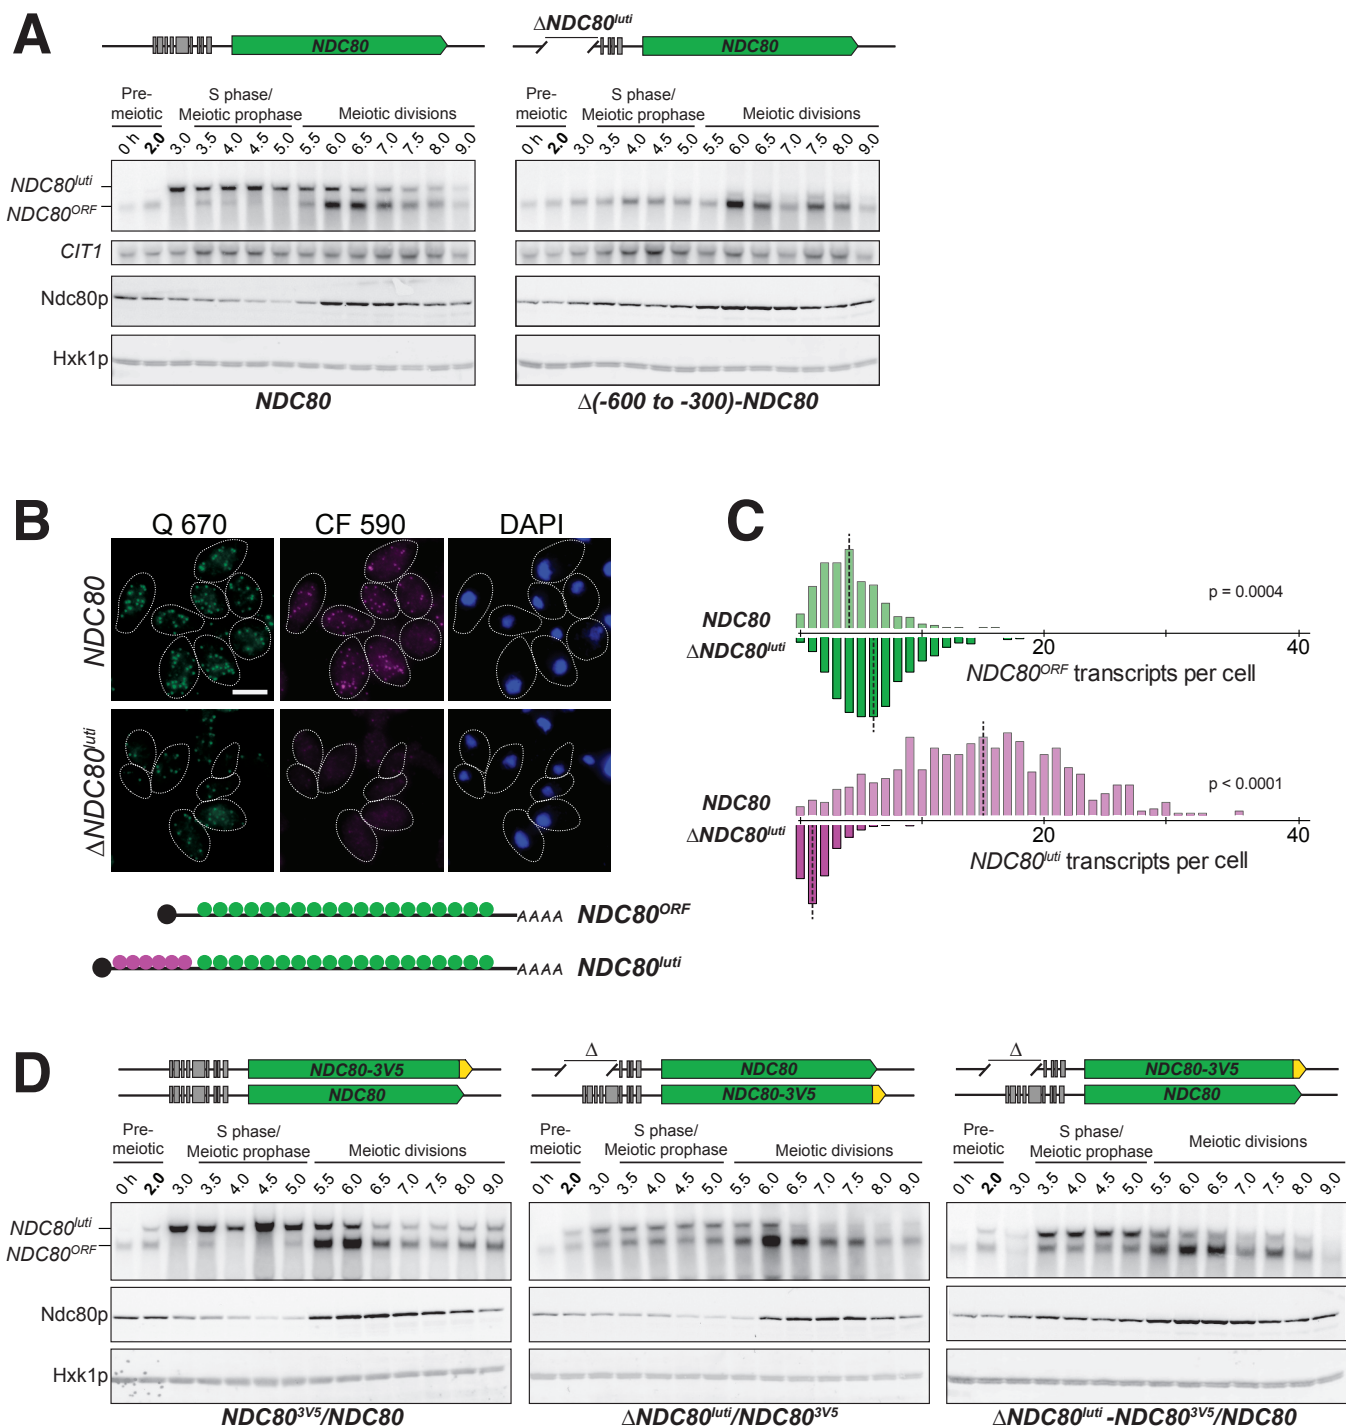 A
NDC80
ΔNDC80luti
NDC80
Pre-meiotic
S phase/
Meiotic prophase
Meiotic divisions
0 h 2.0 3.0 3.5 4.0 4.5 5.0 5.5 6.0 6.5 7.0 7.5 8.0 9.0
Pre-meiotic
S phase/
Meiotic prophase
Meiotic divisions
0 h 2.0 3.0 3.5 4.0 4.5 5.0 5.5 6.0 6.5 7.0 7.5 8.0 9.0
NDC80luti
NDC80ORF
CIT1
Ndc80p
Hxk1p
NDC80
Δ(-600 to -300)-NDC80
B
Q 670
CF 590
DAPI
NDC80
ΔNDC80luti
AAAA NDC80ORF
AAAA NDC80luti
C
NDC80
p = 0.0004
ΔNDC80luti
20
40
NDC80ORF transcripts per cell
NDC80
p < 0.0001
ΔNDC80luti
20
40
NDC80luti transcripts per cell
D
NDC80-3V5
NDC80
Δ
NDC80
NDC80-3V5
Δ
NDC80-3V5
NDC80
Pre-meiotic
S phase/
Meiotic prophase
Meiotic divisions
0 h 2.0 3.0 3.5 4.0 4.5 5.0 5.5 6.0 6.5 7.0 7.5 8.0 9.0
Pre-meiotic
S phase/
Meiotic prophase
Meiotic divisions
0 h 2.0 3.0 3.5 4.0 4.5 5.0 5.5 6.0 6.5 7.0 7.5 8.0 9.0
Pre-meiotic
S phase/
Meiotic prophase
Meiotic divisions
0 h 2.0 3.0 3.5 4.0 4.5 5.0 5.5 6.0 6.5 7.0 7.5 8.0 9.0
NDC80luti
NDC80ORF
Ndc80p
Hxk1p
NDC803V5/NDC80
ΔNDC80luti/NDC803V5
ΔNDC80luti-NDC803V5/NDC80